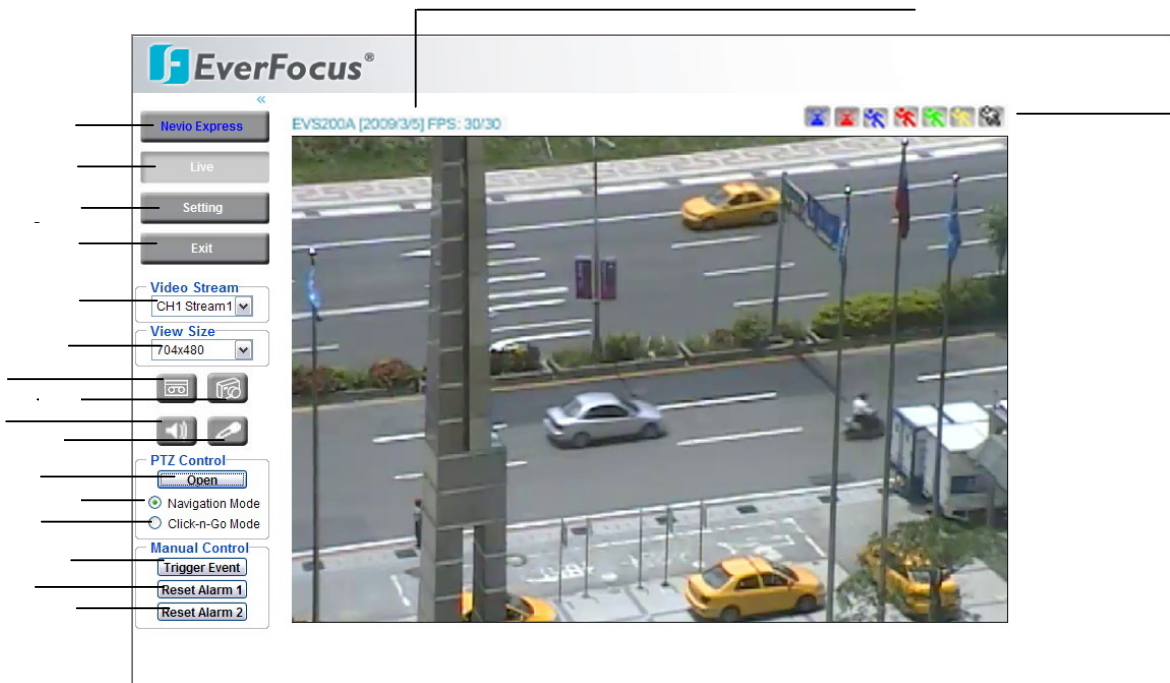 EverFocus®
«
Nevio Express
EVS200A [2009/3/5] FPS: 30/30
Live
Setting
Exit
Video Stream
CH1 Stream1
View Size
704x480
PTZ Control
Open
Navigation Mode
Click-n-Go Mode
Manual Control
Trigger Event
Reset Alarm 1
Reset Alarm 2